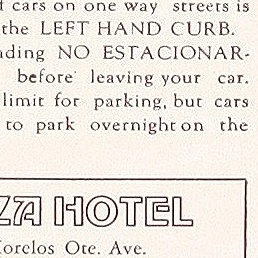 f cars on one way streets is
the LEFT HAND CURB.
ading NO ESTACIONAR-
before leaving your car.
limit for parking, but cars
to park overnight on the
ZA HOTEL
Morelos Ote. Ave.